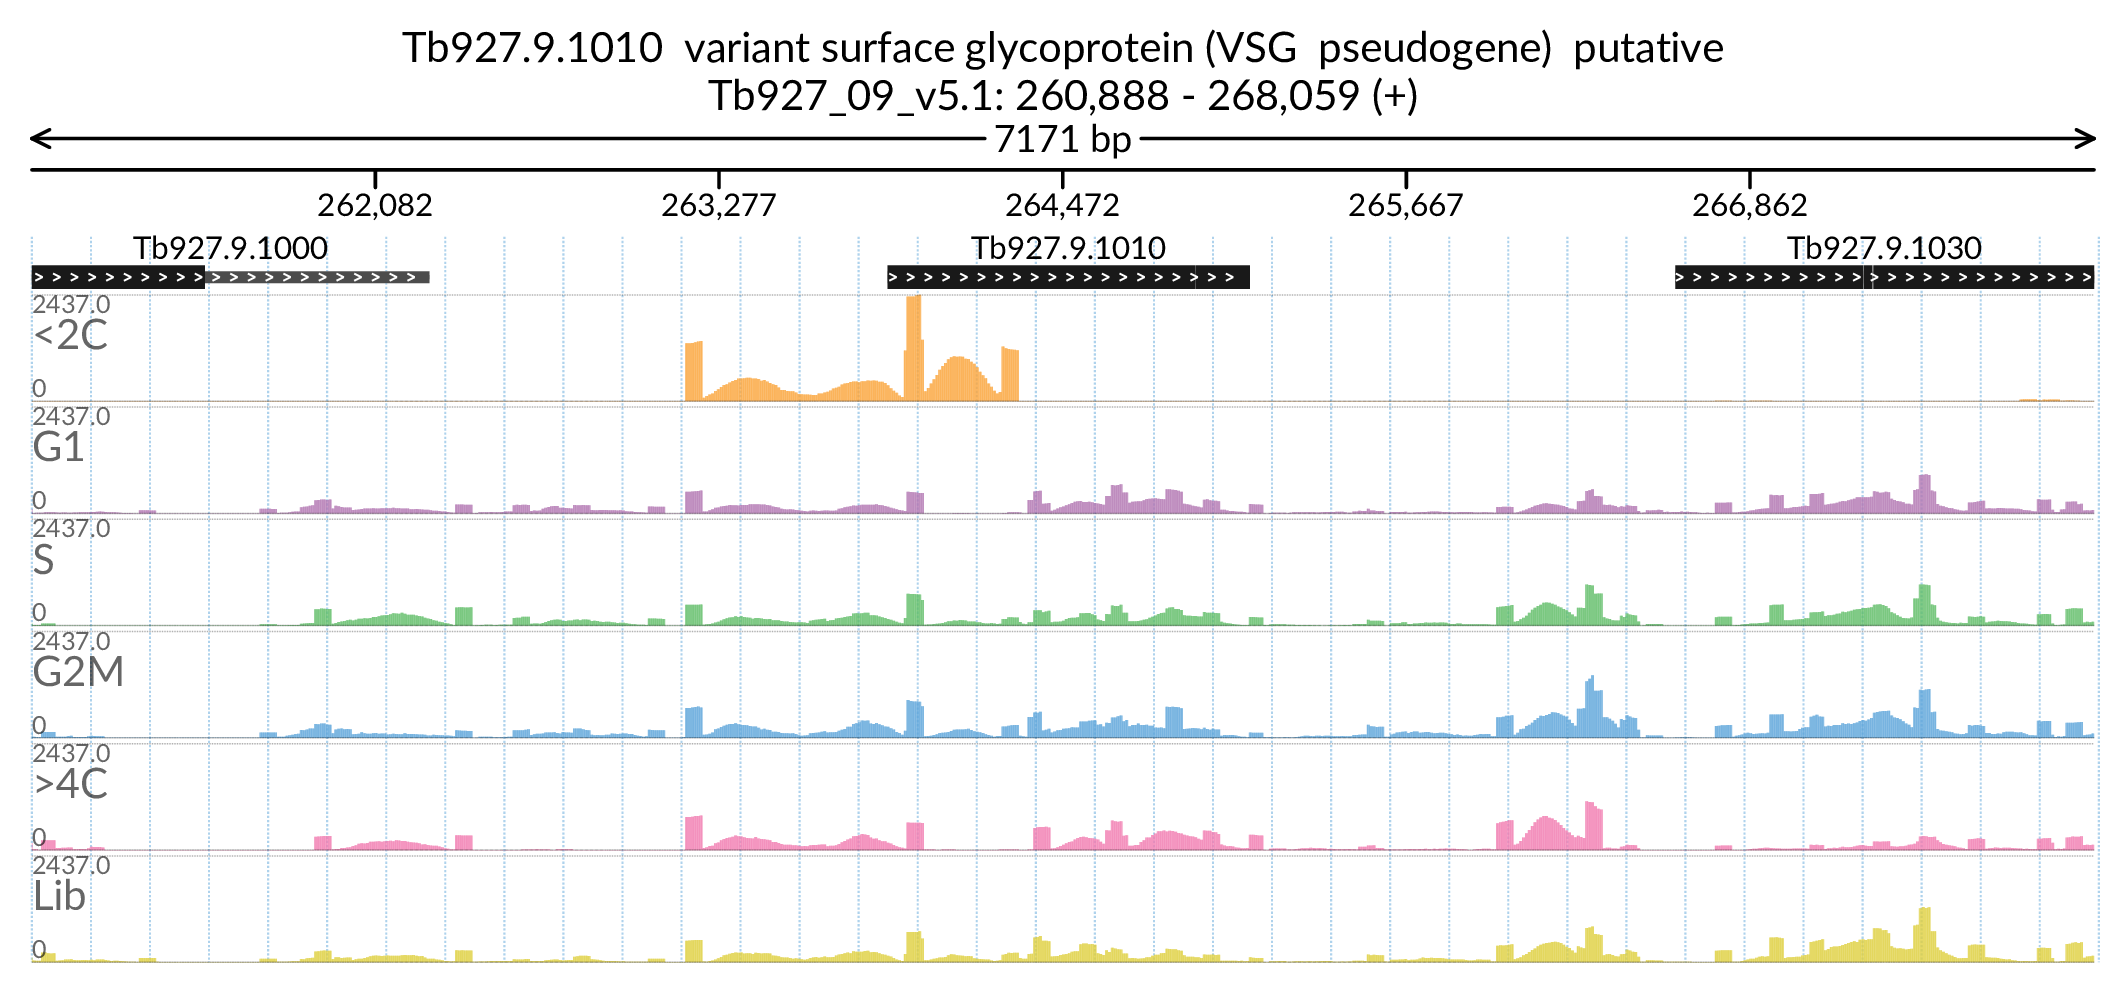 Tb927.9.1010  variant surface glycoprotein (VSG  pseudogene)  putative
Tb927_09_v5.1: 260,888 - 268,059 (+)
7171 bp
262,082 263,277 264,472 265,667 266,862
Tb927.9.1000 Tb927.9.1010 Tb927.9.1030
2437.0
<2C
0
2437.0
G1
0
2437.0
S
0
2437.0
G2M
0
2437.0
>4C
0
2437.0
Lib
0